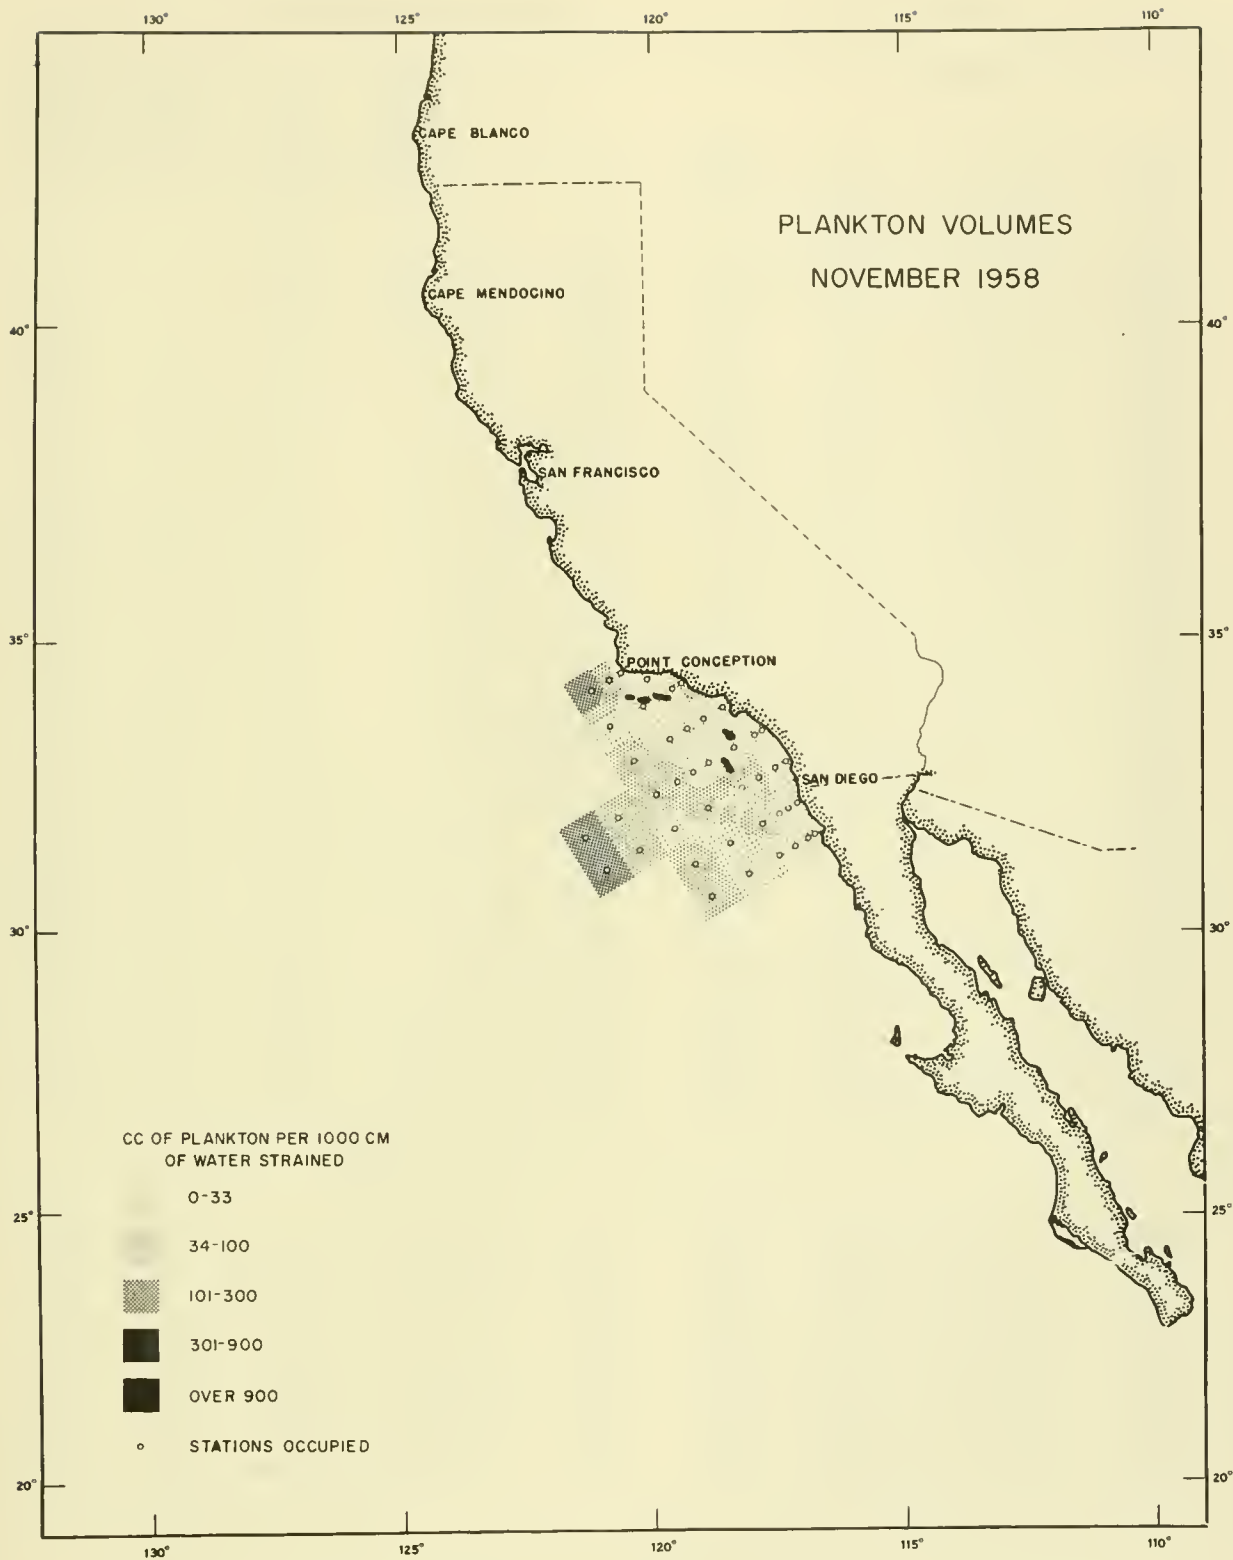 130° 125° 120° 115° 110°
CAPE BLANCO
PLANKTON VOLUMES
NOVEMBER 1958
CAPE MENDOCINO
40° 40°
SAN FRANCISCO
35° 35°
POINT CONCEPTION
SAN DIEGO
30° 30°
CC OF PLANKTON PER 1000 CM
OF WATER STRAINED
0-33
25° 25°
34-100
101-300
301-900
OVER 900
STATIONS OCCUPIED
20° 20°
130° 125° 120° 115° 110°